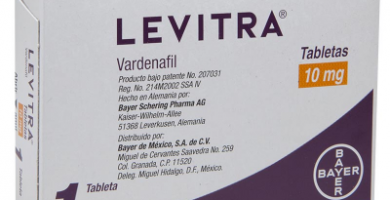 LEVITRA®
Vardenafil
Tabletas
10 mg
Producto bajo patente No. 207031
Reg. No. 214M2002 SSA IV
Hecho en Alemania por:
Bayer Schering Pharma AG
Kaiser-Wilhelm-Allee
51368 Leverkusen, Alemania
Distribuido por:
Bayer de México, S.A. de C.V.
Miguel de Cervantes Saavedra No. 259
Col. Granada, C.P. 11520
Deleg. Miguel Hidalgo, D.F., México.
1 Tableta
BAYER
BAYER